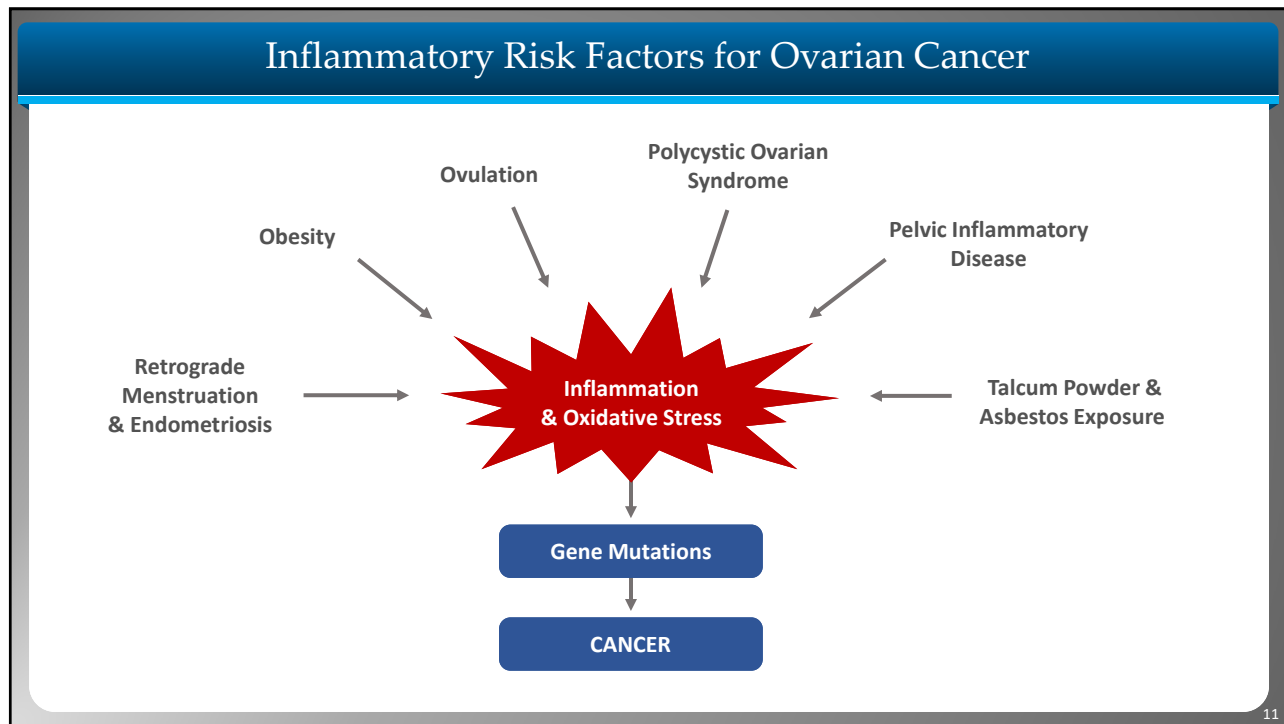 Inflammatory Risk Factors for Ovarian Cancer
Polycystic Ovarian
Syndrome
Ovulation
Obesity
Pelvic Inflammatory
Disease
Retrograde
Menstruation
& Endometriosis
Inflammation
& Oxidative Stress
Talcum Powder &
Asbestos Exposure
Gene Mutations
CANCER
11